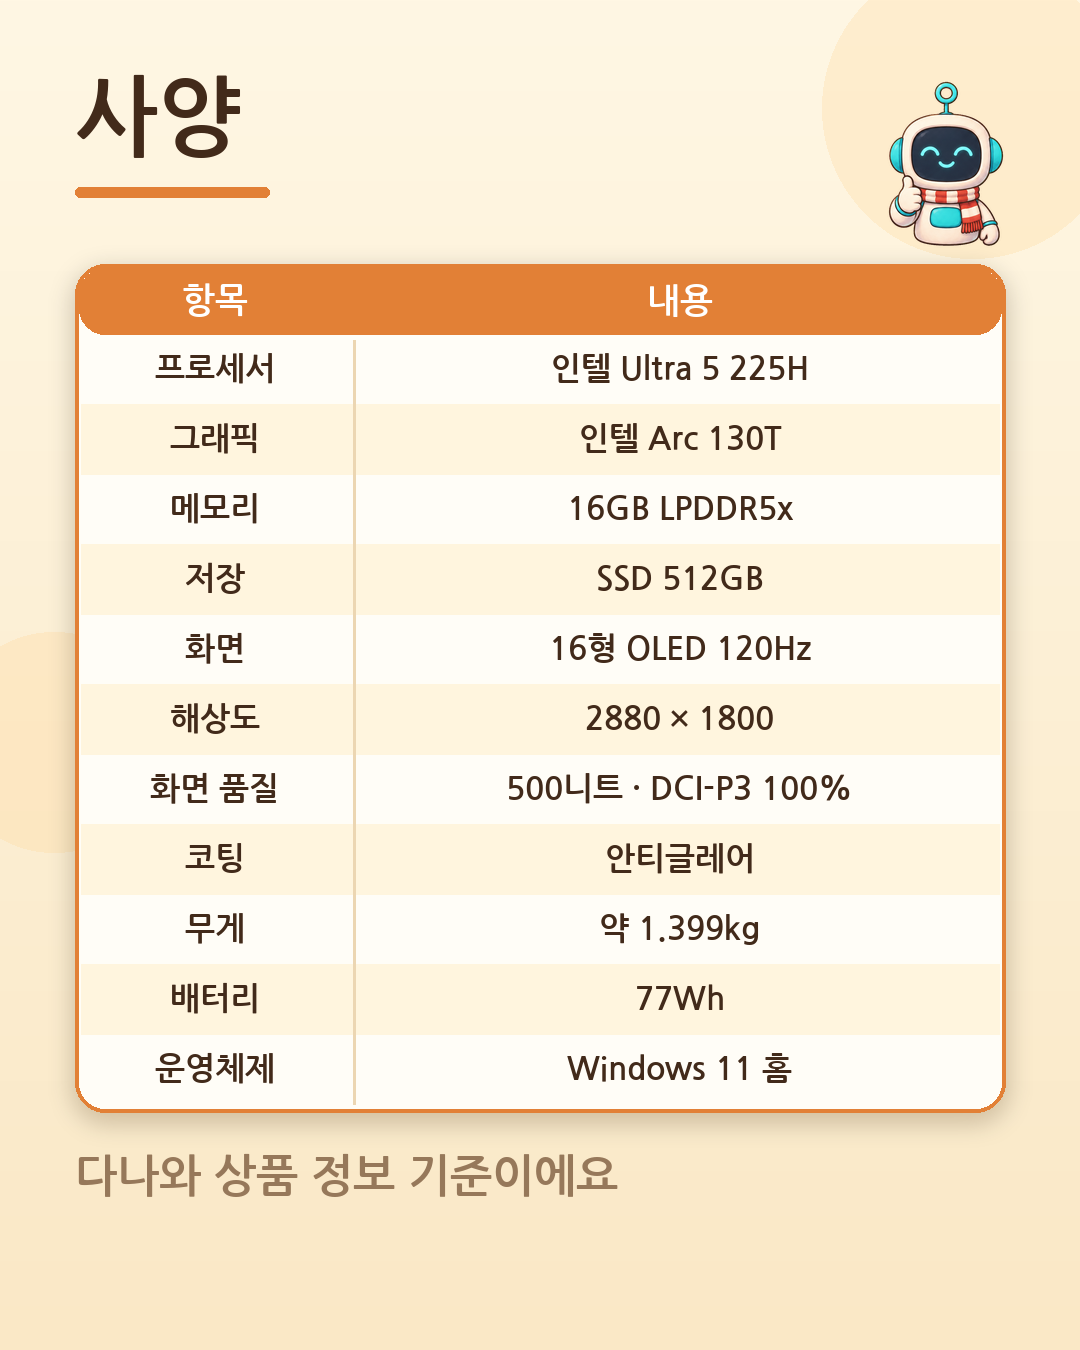 사양
항목 내용
프로세서 인텔 Ultra 5 225H
그래픽 인텔 Arc 130T
메모리 16GB LPDDR5x
저장 SSD 512GB
화면 16형 OLED 120Hz
해상도 2880 × 1800
화면 품질 500니트 · DCI-P3 100%
코팅 안티글레어
무게 약 1.399kg
배터리 77Wh
운영체제 Windows 11 홈
다나와 상품 정보 기준이에요